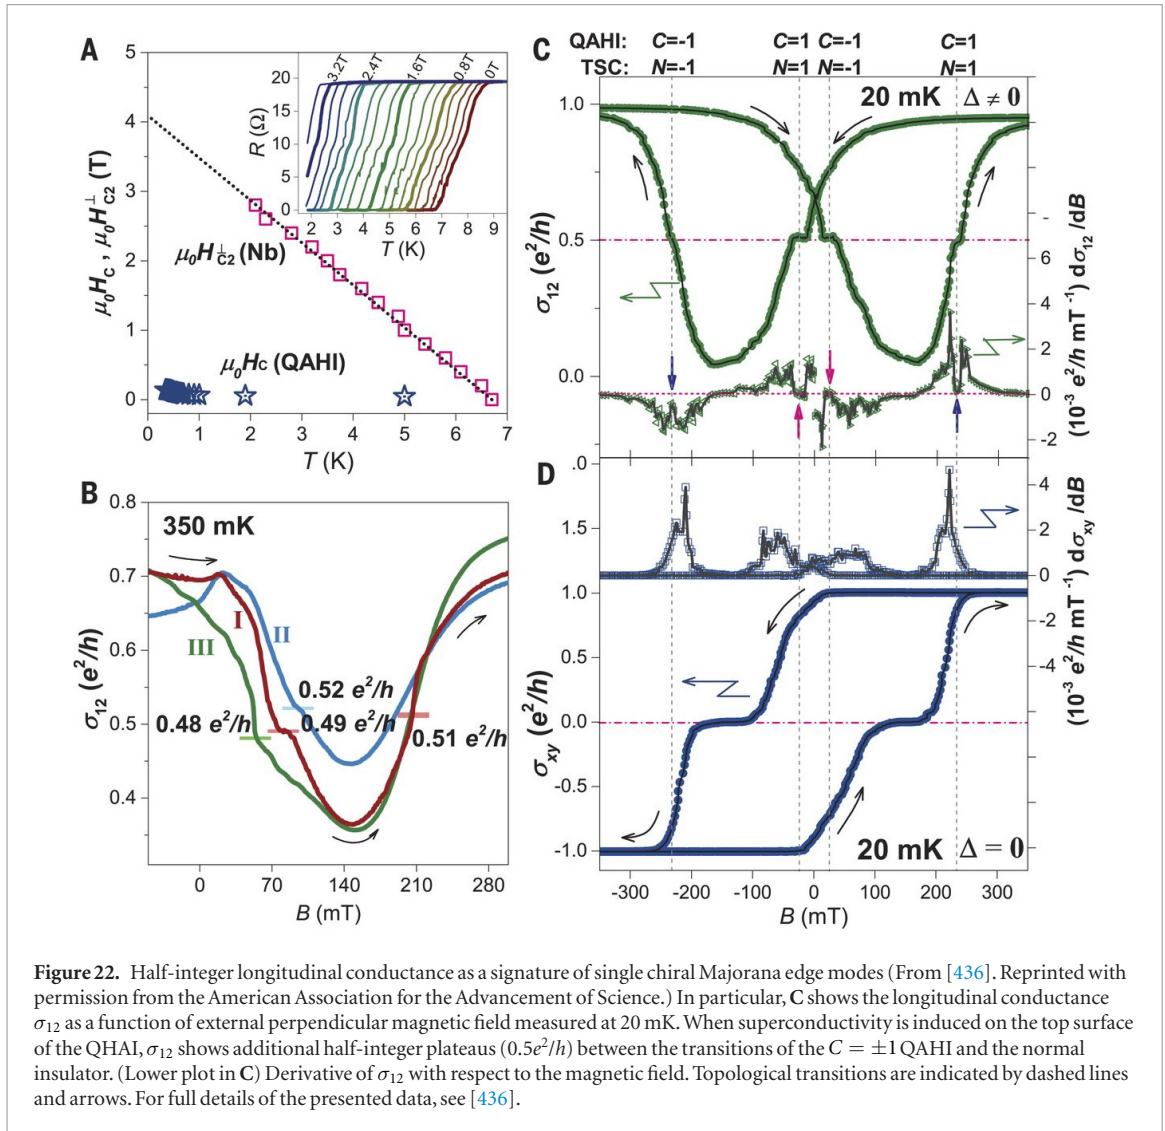 A
5
4
3
2
1
0
μ₀H_C , μ₀H⊥_C2 (T)
0 1 2 3 4 5 6 7
T (K)
μ₀H⊥_C2 (Nb)
μ₀H_C (QAHI)
20
15
10
5
0
R (Ω)
3.2T 2.4T 1.6T 0.8T 0T
2 3 4 5 6 7 8 9
T (K)
B
0.8
0.7
0.6
0.5
0.4
σ₁₂ (e²/h)
350 mK
I
II
III
0.52 e²/h
0.48 e²/h
0.49 e²/h
0.51 e²/h
0 70 140 210 280
B (mT)
C
QAHI: C=-1 C=1 C=-1 C=1
TSC: N=-1 N=1 N=-1 N=1
20 mK Δ ≠ 0
1.0
0.5
0.0
σ₁₂ (e²/h)
6
4
2
0
-2
(10⁻³ e²/h mT⁻¹) dσ₁₂ /dB
D
.0
1.5
1.0
0.5
0.0
-0.5
-1.0
σxy (e²/h)
4
2
0
-2
-4
(10⁻³ e²/h mT⁻¹) dσxy /dB
20 mK Δ = 0
-300 -200 -100 0 100 200 300
B (mT)
Figure 22. Half-integer longitudinal conductance as a signature of single chiral Majorana edge modes (From [436]. Reprinted with
permission from the American Association for the Advancement of Science.) In particular, C shows the longitudinal conductance
σ₁₂ as a function of external perpendicular magnetic field measured at 20 mK. When superconductivity is induced on the top surface
of the QHAI, σ₁₂ shows additional half-integer plateaus (0.5e²/h) between the transitions of the C = ±1 QAHI and the normal
insulator. (Lower plot in C) Derivative of σ₁₂ with respect to the magnetic field. Topological transitions are indicated by dashed lines
and arrows. For full details of the presented data, see [436].